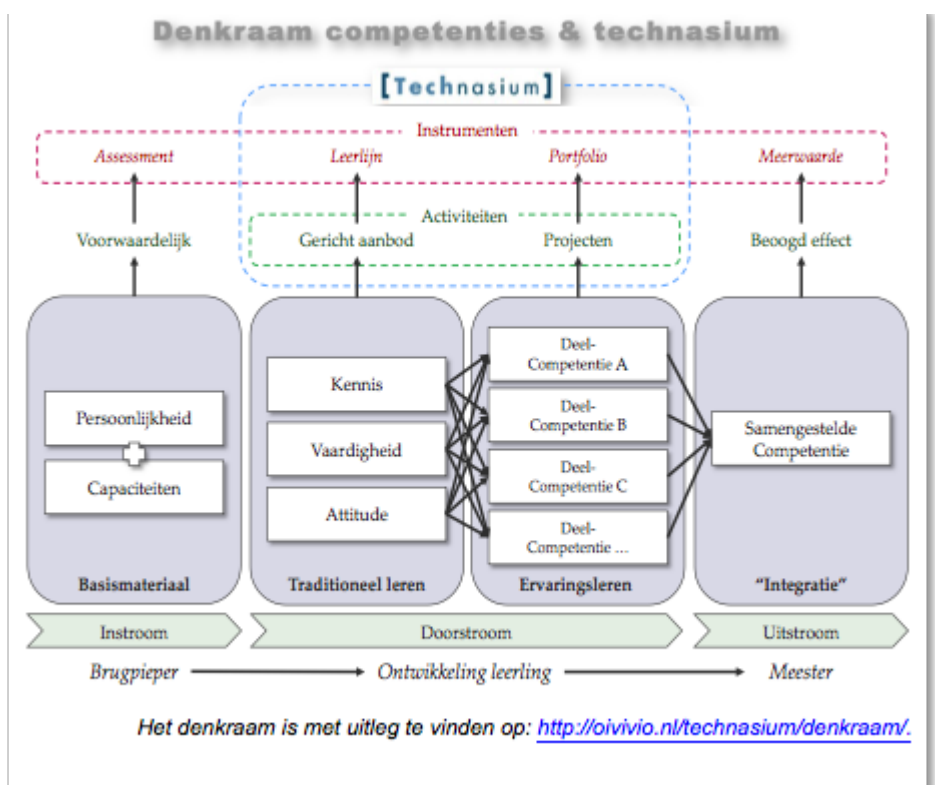 Denkraam competenties & technasium
[Technasium]
Instrumenten
Assessment
Leerlijn
Portfolio
Meerwaarde
Activiteiten
Voorwaardelijk
Gericht aanbod
Projecten
Beoogd effect
Persoonlijkheid
Capaciteiten
Basismateriaal
Kennis
Vaardigheid
Attitude
Traditioneel leren
Deel-
Competentie A
Deel-
Competentie B
Deel-
Competentie C
Deel-
Competentie ...
Ervaringsleren
Samengestelde
Competentie
"Integratie"
Instroom
Doorstroom
Uitstroom
Brugpieper
Ontwikkeling leerling
Meester
Het denkraam is met uitleg te vinden op: http://oivivio.nl/technasium/denkraam/.